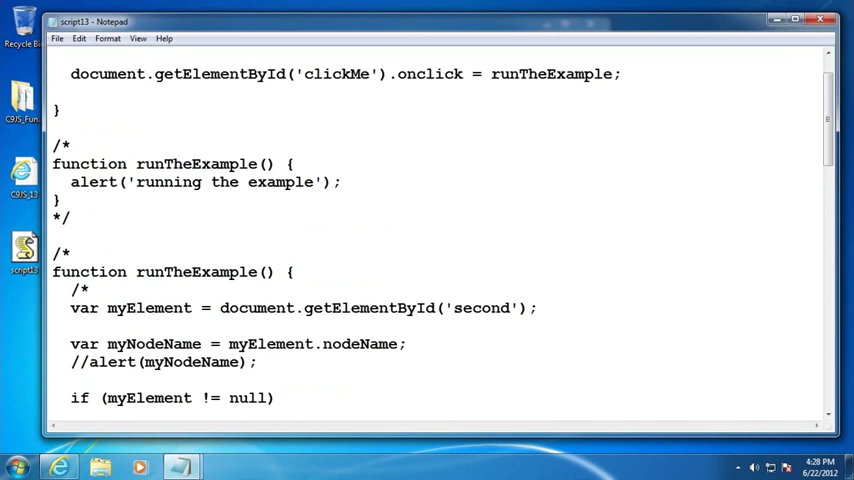 script13 - Notepad
File Edit Format View Help
document.getElementById('clickMe').onclick = runTheExample;
}
/*
function runTheExample() {
alert('running the example');
}
*/
/*
function runTheExample() {
/*
var myElement = document.getElementById('second');
var myNodeName = myElement.nodeName;
//alert(myNodeName);
if (myElement != null)
Recycle Bi
C9JS_Fun
C9JS_13
script13
4:28 PM
6/22/2012